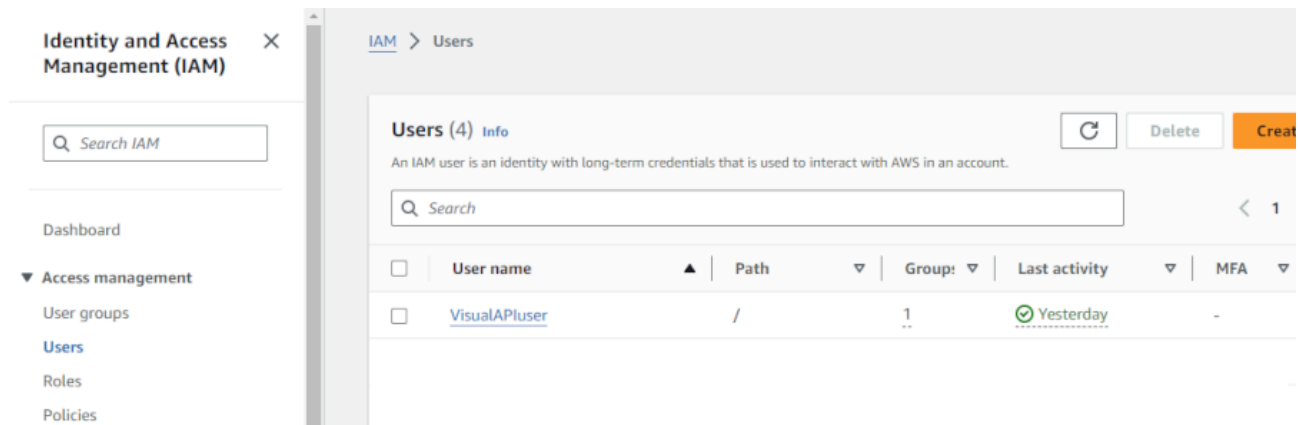 Identity and Access
Management (IAM)
Search IAM
Dashboard
Access management
User groups
Users
Roles
Policies
IAM > Users
Users (4) Info
Delete
Creat
An IAM user is an identity with long-term credentials that is used to interact with AWS in an account.
Search
1
User name Path Group: Last activity MFA
VisualAPIuser / 1 Yesterday -